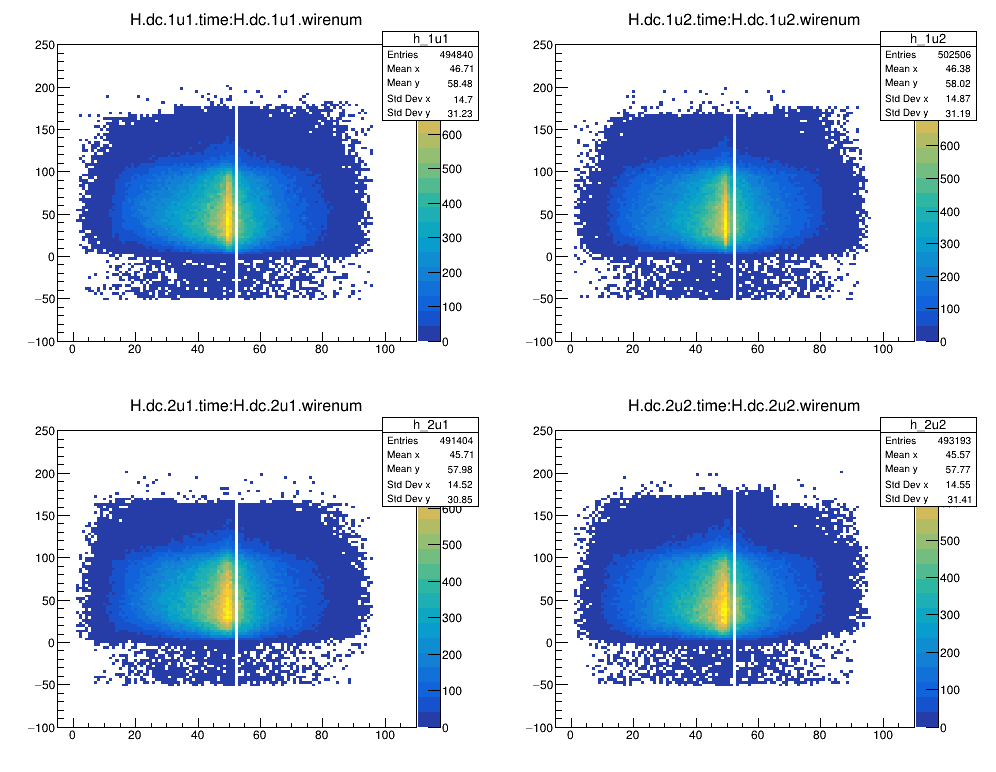 H.dc.1u1.time:H.dc.1u1.wirenum
h_1u1
Entries 494840
Mean x 46.71
Mean y 58.48
Std Dev x 14.7
Std Dev y 31.23
250
200
150
100
50
0
−50
−100
0 20 40 60 80 100
600
500
400
300
200
100
0
H.dc.1u2.time:H.dc.1u2.wirenum
h_1u2
Entries 502506
Mean x 46.38
Mean y 58.02
Std Dev x 14.87
Std Dev y 31.19
250
200
150
100
50
0
−50
−100
0 20 40 60 80 100
600
500
400
300
200
100
0
H.dc.2u1.time:H.dc.2u1.wirenum
h_2u1
Entries 491404
Mean x 45.71
Mean y 57.98
Std Dev x 14.52
Std Dev y 30.85
250
200
150
100
50
0
−50
−100
0 20 40 60 80 100
600
500
400
300
200
100
0
H.dc.2u2.time:H.dc.2u2.wirenum
h_2u2
Entries 493193
Mean x 45.57
Mean y 57.77
Std Dev x 14.55
Std Dev y 31.41
250
200
150
100
50
0
−50
−100
0 20 40 60 80 100
500
400
300
200
100
0